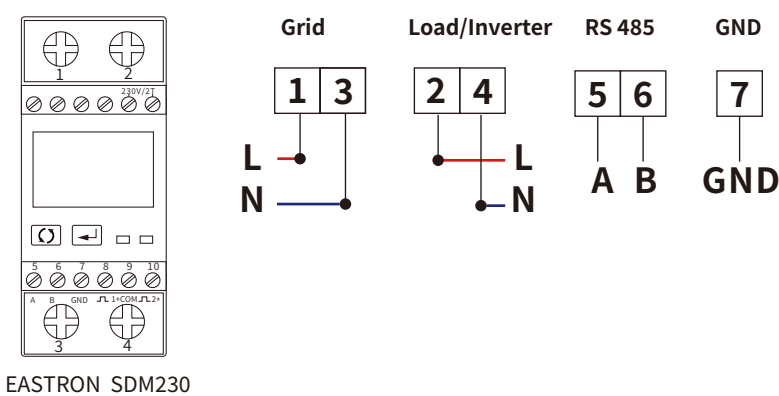 Grid Load/Inverter RS 485 GND
1 2
230V/2T
1 3 2 4 5 6 7
L L
N N
A B GND
5 6 7 8 9 10
A B GND 1+COM 2+
3 4
EASTRON SDM230